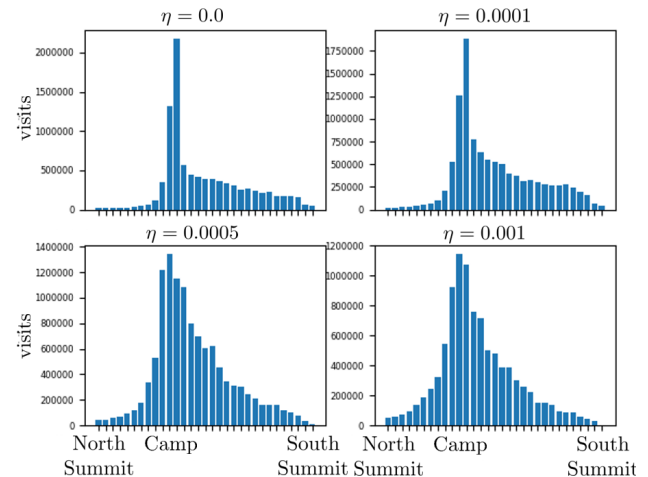 η = 0.0
η = 0.0001
visits
2000000
1500000
1000000
500000
0
1750000
1500000
1250000
1000000
750000
500000
250000
0
η = 0.0005
η = 0.001
visits
1400000
1200000
1000000
800000
600000
400000
200000
0
1200000
1000000
800000
600000
400000
200000
0
North Summit
Camp
South Summit
North Summit
Camp
South Summit